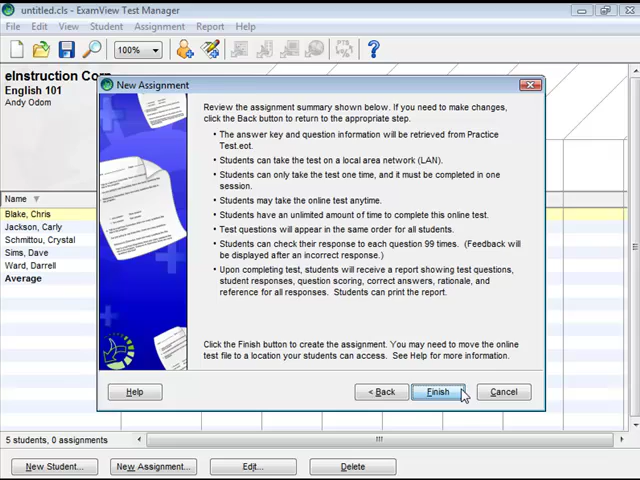 untitled.cls - ExamView Test Manager
File Edit View Student Assignment Report Help
100%
eInstruction Corp
English 101
Andy Odom
Name
Blake, Chris
Jackson, Carly
Schmittou, Crystal
Sims, Dave
Ward, Darrell
Average
New Assignment
Review the assignment summary shown below. If you need to make changes,
click the Back button to return to the appropriate step.
• The answer key and question information will be retrieved from Practice
Test.eot.
• Students can take the test on a local area network (LAN).
• Students can only take the test one time, and it must be completed in one
session.
• Students may take the online test anytime.
• Students have an unlimited amount of time to complete this online test.
• Test questions will appear in the same order for all students.
• Students can check their response to each question 99 times. (Feedback will
be displayed after an incorrect response.)
• Upon completing test, students will receive a report showing test questions,
student responses, question scoring, correct answers, rationale, and
reference for all responses. Students can print the report.
Click the Finish button to create the assignment. You may need to move the online
test file to a location your students can access. See Help for more information.
Help < Back Finish Cancel
5 students, 0 assignments
New Student... New Assignment... Edit... Delete